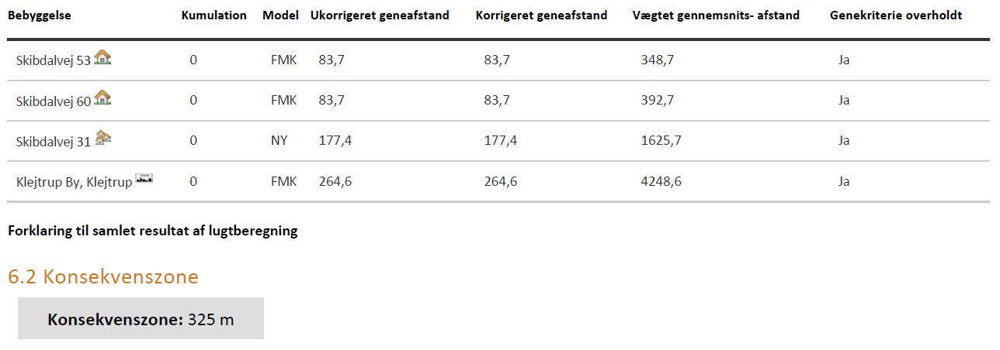 Bebyggelse Kumulation Model Ukorrigeret geneafstand Korrigeret geneafstand Vægtet gennemsnits- afstand Genekriterie overholdt
Skibdalvej 53 0 FMK 83,7 83,7 348,7 Ja
Skibdalvej 60 0 FMK 83,7 83,7 392,7 Ja
Skibdalvej 31 0 NY 177,4 177,4 1625,7 Ja
Klejtrup By, Klejtrup 0 FMK 264,6 264,6 4248,6 Ja
Forklaring til samlet resultat af lugtberegning
6.2 Konsekvenszone
Konsekvenszone: 325 m